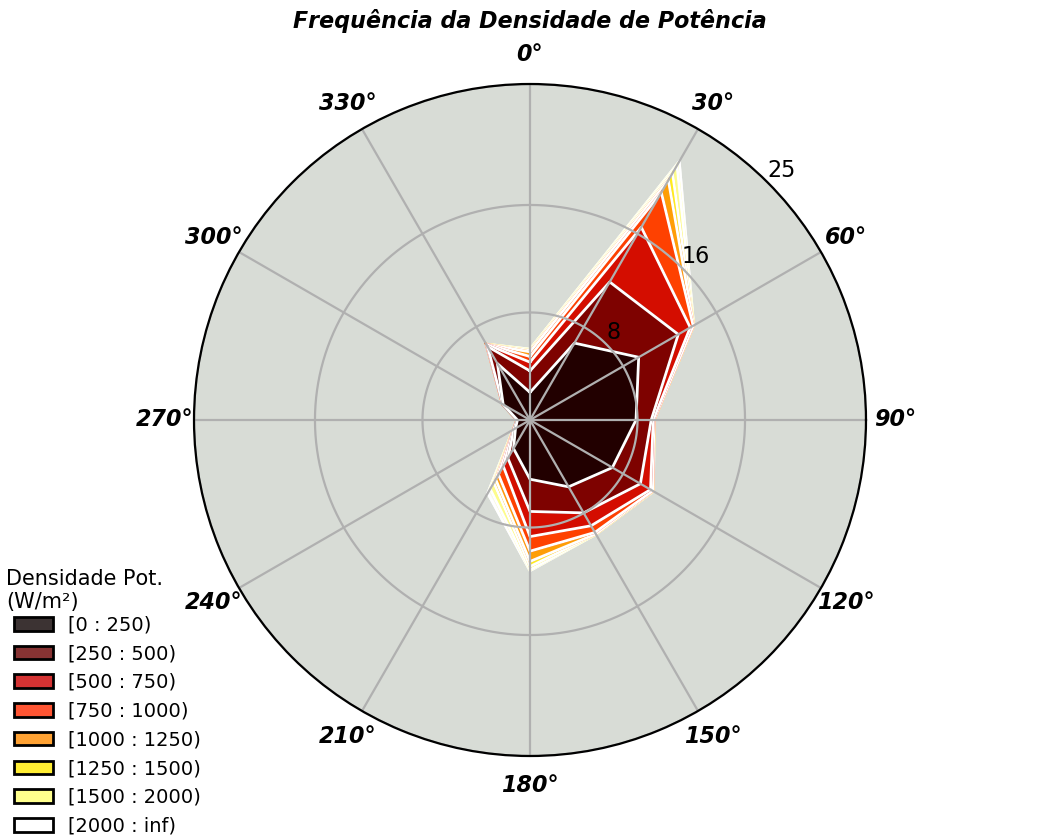 Frequência da Densidade de Potência
0°
330°
30°
25
300°
60°
16
8
270°
90°
240°
120°
210°
150°
180°
Densidade Pot.
(W/m²)
[0 : 250)
[250 : 500)
[500 : 750)
[750 : 1000)
[1000 : 1250)
[1250 : 1500)
[1500 : 2000)
[2000 : inf)